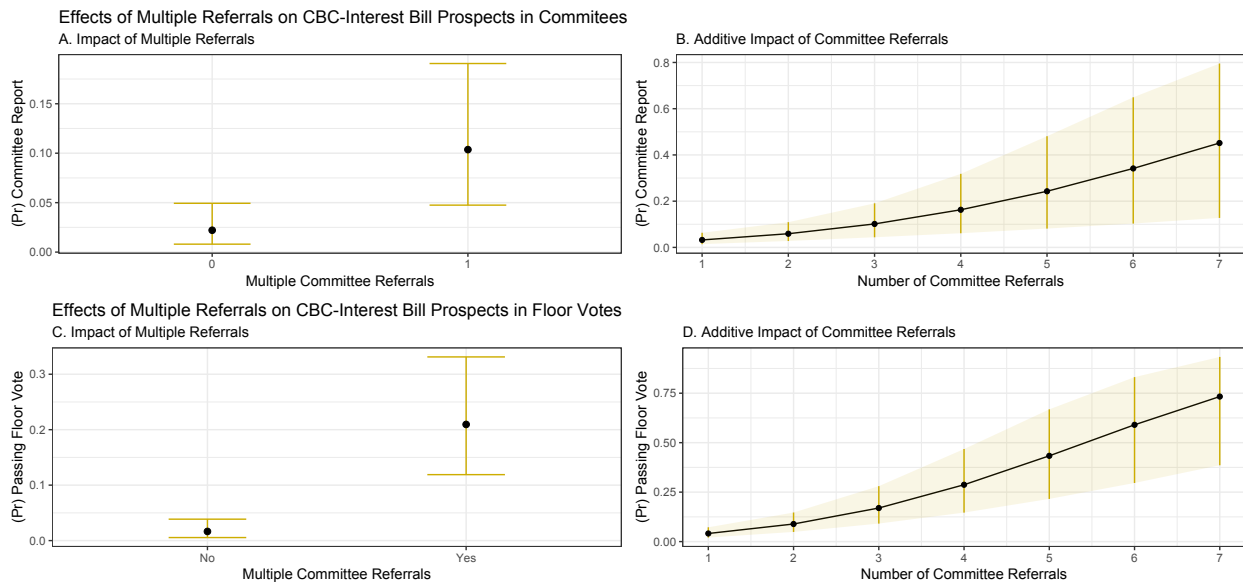 Effects of Multiple Referrals on CBC-Interest Bill Prospects in Commitees
A. Impact of Multiple Referrals
(Pr) Committee Report
0.15
0.10
0.05
0.00
0
1
Multiple Committee Referrals
B. Additive Impact of Committee Referrals
(Pr) Committee Report
0.8
0.6
0.4
0.2
0.0
1
2
3
4
5
6
7
Number of Committee Referrals
Effects of Multiple Referrals on CBC-Interest Bill Prospects in Floor Votes
C. Impact of Multiple Referrals
(Pr) Passing Floor Vote
0.3
0.2
0.1
0.0
No
Yes
Multiple Committee Referrals
D. Additive Impact of Committee Referrals
(Pr) Passing Floor Vote
0.75
0.50
0.25
0.00
1
2
3
4
5
6
7
Number of Committee Referrals